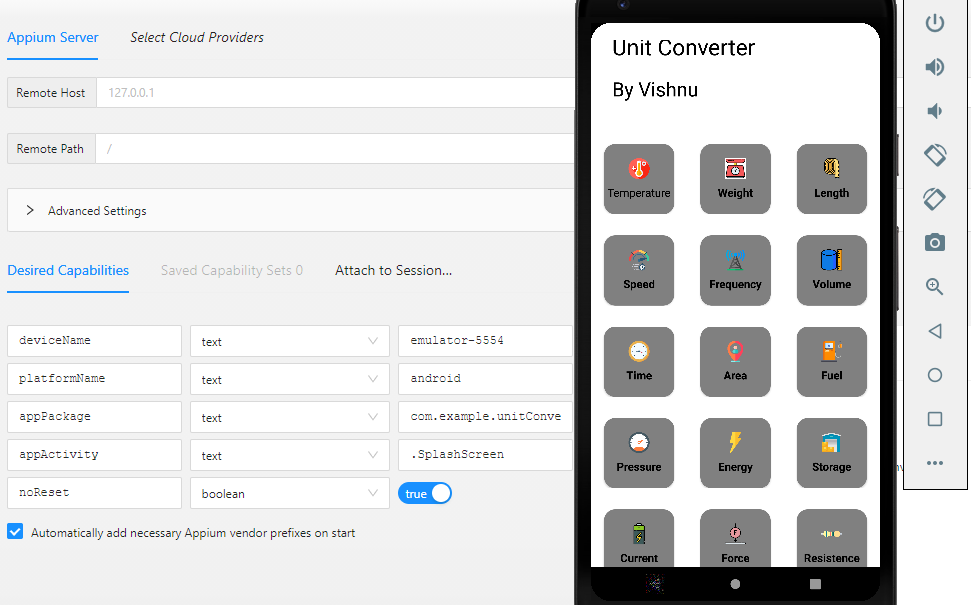 Appium Server Select Cloud Providers
Remote Host 127.0.0.1
Remote Path /
Advanced Settings
Desired Capabilities Saved Capability Sets 0 Attach to Session...
deviceName text emulator-5554
platformName text android
appPackage text com.example.unitConve
appActivity text .SplashScreen
noReset boolean true
Automatically add necessary Appium vendor prefixes on start
Unit Converter
By Vishnu
Temperature Weight Length
Speed Frequency Volume
Time Area Fuel
Pressure Energy Storage
Current Force Resistence